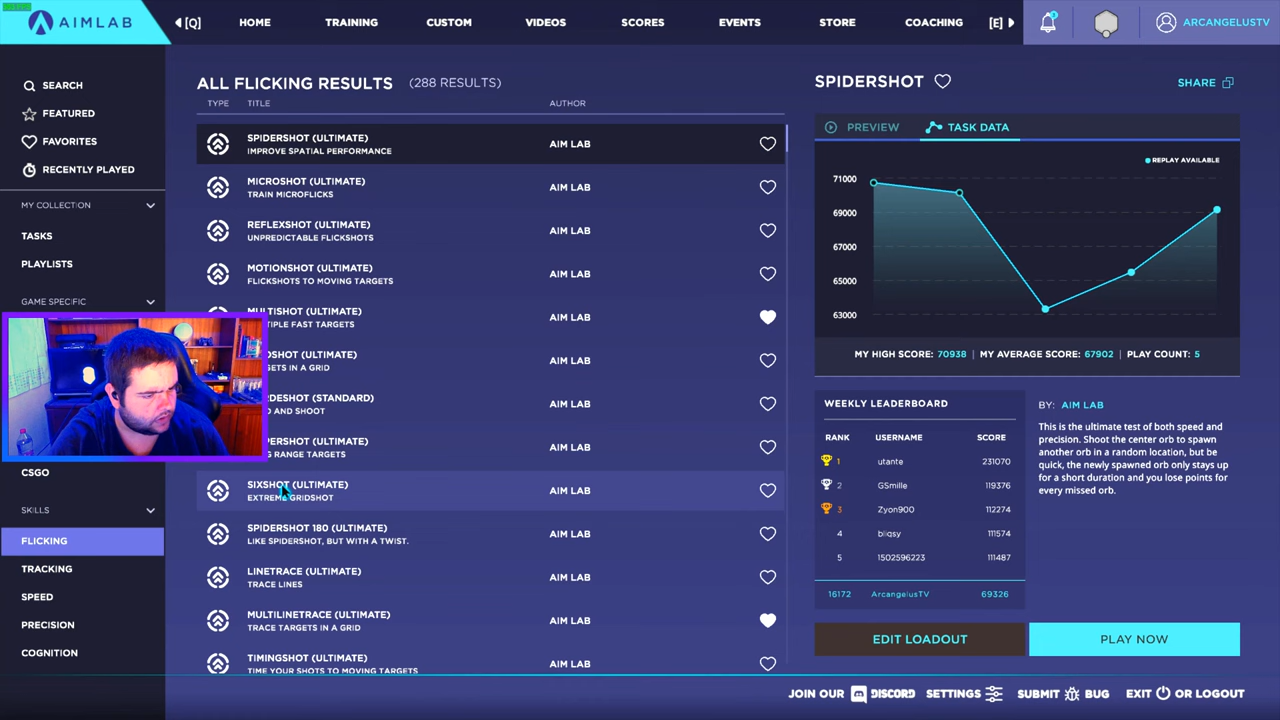 AIMLAB
[Q]
HOME
TRAINING
CUSTOM
VIDEOS
SCORES
EVENTS
STORE
COACHING
[E]
ARCANGELUSTV
SEARCH
FEATURED
FAVORITES
RECENTLY PLAYED
MY COLLECTION
TASKS
PLAYLISTS
GAME SPECIFIC
CSGO
SKILLS
FLICKING
TRACKING
SPEED
PRECISION
COGNITION
ALL FLICKING RESULTS (288 RESULTS)
TYPE TITLE AUTHOR
SPIDERSHOT (ULTIMATE)
IMPROVE SPATIAL PERFORMANCE
AIM LAB
MICROSHOT (ULTIMATE)
TRAIN MICROFLICKS
AIM LAB
REFLEXSHOT (ULTIMATE)
UNPREDICTABLE FLICKSHOTS
AIM LAB
MOTIONSHOT (ULTIMATE)
FLICKSHOTS TO MOVING TARGETS
AIM LAB
MULTISHOT (ULTIMATE)
TIPLE FAST TARGETS
AIM LAB
SHOT (ULTIMATE)
GETS IN A GRID
AIM LAB
DESHOT (STANDARD)
AND SHOOT
AIM LAB
PERSHOT (ULTIMATE)
RANGE TARGETS
AIM LAB
SIXSHOT (ULTIMATE)
EXTREME GRIDSHOT
AIM LAB
SPIDERSHOT 180 (ULTIMATE)
LIKE SPIDERSHOT, BUT WITH A TWIST.
AIM LAB
LINETRACE (ULTIMATE)
TRACE LINES
AIM LAB
MULTILINETRACE (ULTIMATE)
TRACE TARGETS IN A GRID
AIM LAB
TIMINGSHOT (ULTIMATE)
TIME YOUR SHOTS TO MOVING TARGETS
AIM LAB
SPIDERSHOT
SHARE
PREVIEW
TASK DATA
REPLAY AVAILABLE
71000
69000
67000
65000
63000
MY HIGH SCORE: 70938 | MY AVERAGE SCORE: 67902 | PLAY COUNT: 5
WEEKLY LEADERBOARD
RANK USERNAME SCORE
1 utante 231070
2 GSmille 119376
3 Zyon900 112274
4 bliqsy 111574
5 1502596223 111487
16172 ArcangelusTV 69326
BY: AIM LAB
This is the ultimate test of both speed and
precision. Shoot the center orb to spawn
another orb in a random location, but be
quick, the newly spawned orb only stays up
for a short duration and you lose points for
every missed orb.
EDIT LOADOUT
PLAY NOW
JOIN OUR DISCORD
SETTINGS
SUBMIT BUG
EXIT OR LOGOUT